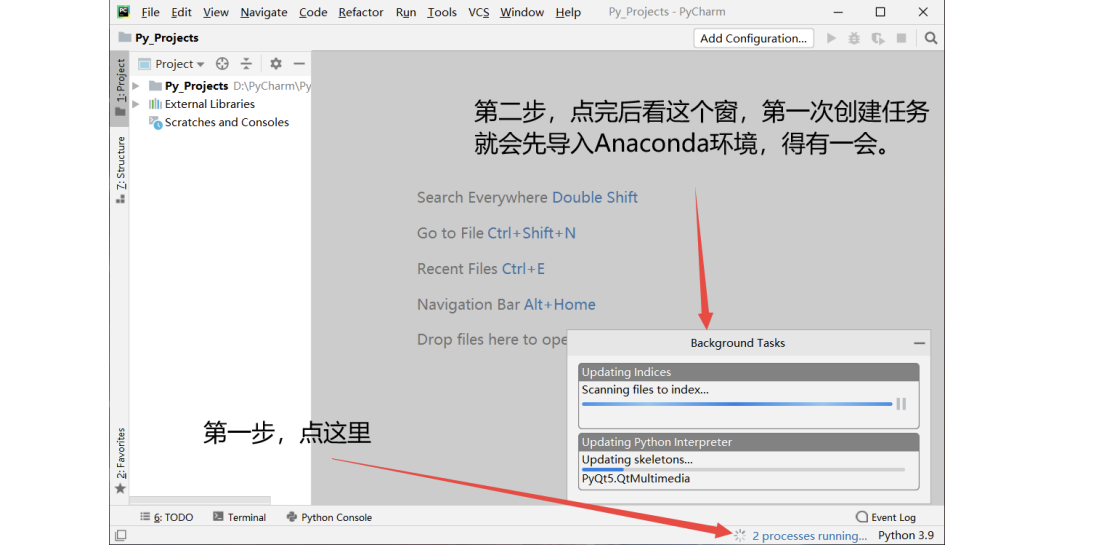 PC File Edit View Navigate Code Refactor Run Tools VCS Window Help Py_Projects - PyCharm
Py_Projects Add Configuration...
1: Project
Project
Py_Projects D:\PyCharm\Py
External Libraries
Scratches and Consoles
Z: Structure
第二步，点完后看这个窗，第一次创建任务
就会先导入Anaconda环境，得有一会。
Search Everywhere Double Shift
Go to File Ctrl+Shift+N
Recent Files Ctrl+E
Navigation Bar Alt+Home
Drop files here to ope
Background Tasks
Updating Indices
Scanning files to index...
Updating Python Interpreter
Updating skeletons...
PyQt5.QtMultimedia
第一步，点这里
2: Favorites
6: TODO Terminal Python Console Event Log
2 processes running... Python 3.9